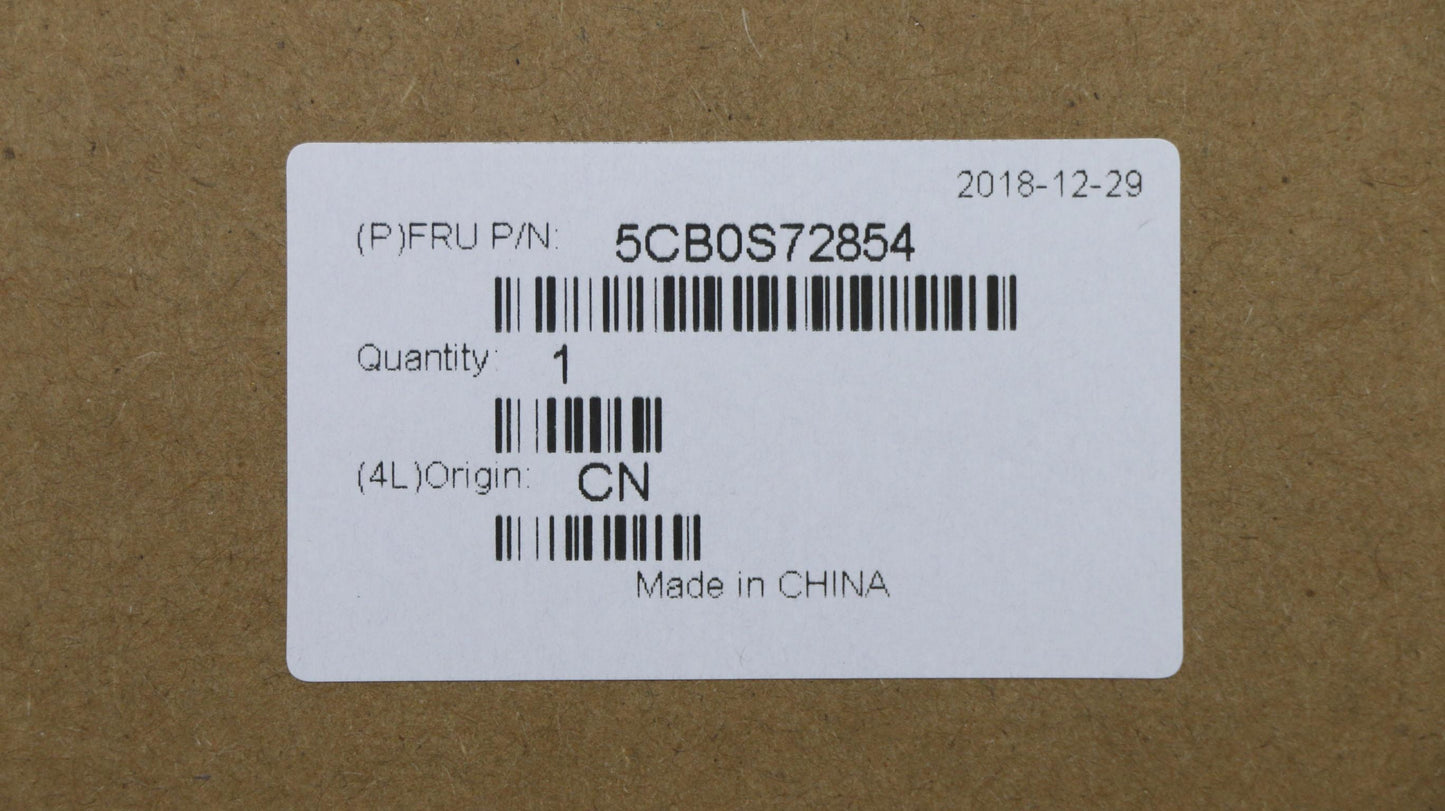 2018-12-29
(P)FRU P/N: 5CB0S72854
Quantity: 1
(4L)Origin: CN
Made in CHINA